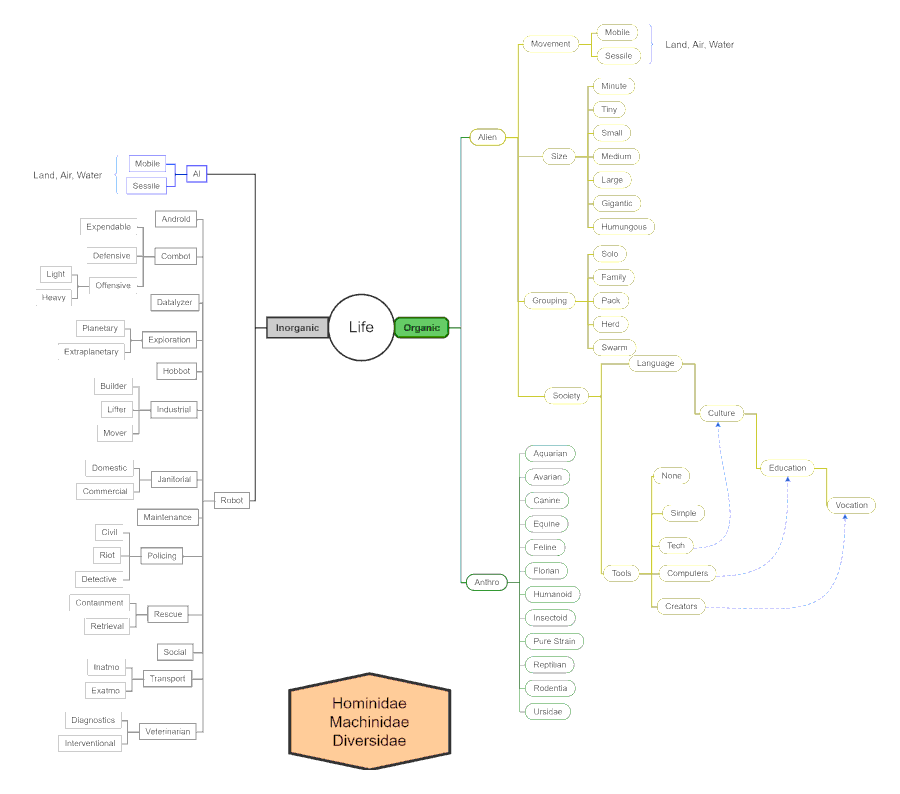 Life
Inorganic
AI
Mobile
Sessile
Land, Air, Water
Robot
Android
Combot
Expendable
Defensive
Offensive
Light
Heavy
Datalyzer
Exploration
Planetary
Extraplanetary
Hobbot
Industrial
Builder
Lifter
Mover
Janitorial
Domestic
Commercial
Maintenance
Policing
Civil
Riot
Detective
Rescue
Containment
Retrieval
Social
Transport
Inatmo
Exatmo
Veterinarian
Diagnostics
Interventional
Organic
Alien
Movement
Mobile
Sessile
Land, Air, Water
Size
Minute
Tiny
Small
Medium
Large
Gigantic
Humungous
Grouping
Solo
Family
Pack
Herd
Swarm
Society
Language
Culture
Education
Vocation
Tools
None
Simple
Tech
Computers
Creators
Anthro
Aquarian
Avarian
Canine
Equine
Feline
Florian
Humanoid
Insectoid
Pure Strain
Reptilian
Rodentia
Ursidae
Hominidae
Machinidae
Diversidae